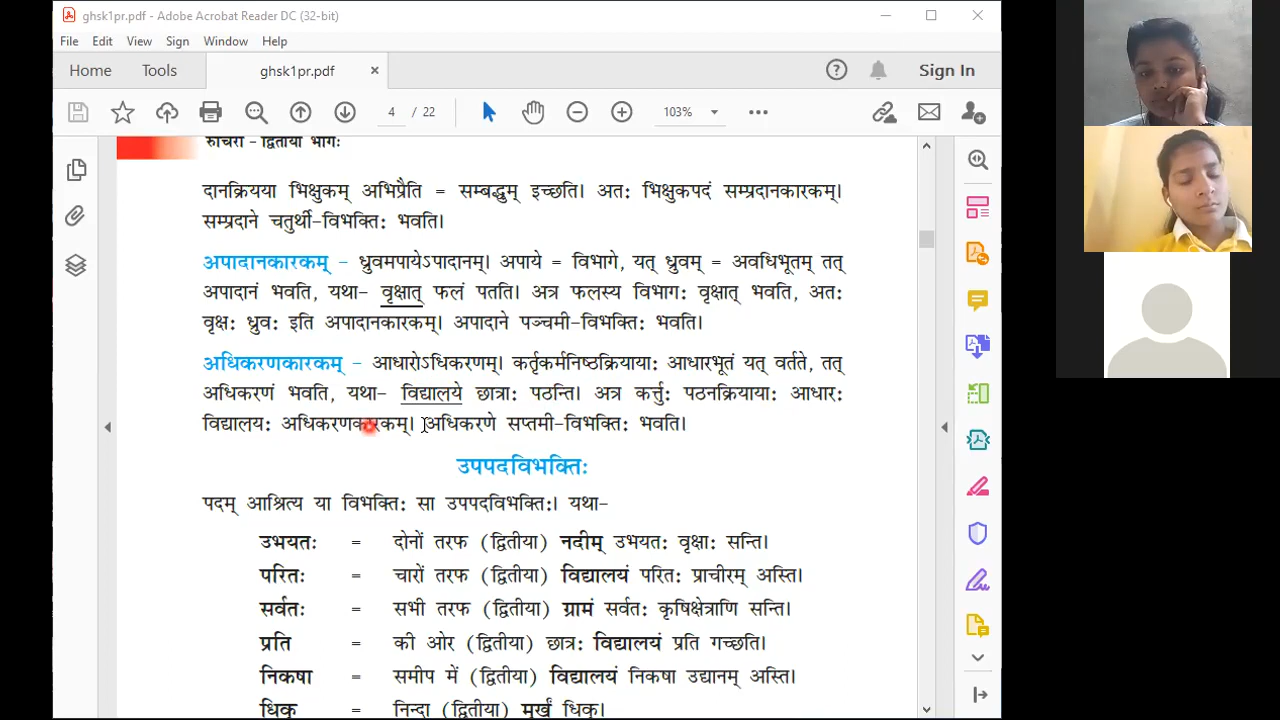 ghsk1pr.pdf - Adobe Acrobat Reader DC (32-bit)
File Edit View Sign Window Help
Home Tools ghsk1pr.pdf Sign In
4 / 22 103%
रुचिरा - द्वितीयो भागः
दानक्रियया भिक्षुकम् अभिप्रैति = सम्बद्धुम् इच्छति। अतः भिक्षुकपदं सम्प्रदानकारकम्।
सम्प्रदाने चतुर्थी-विभक्तिः भवति।
अपादानकारकम् - ध्रुवमपायेऽपादानम्। अपाये = विभागे, यत् ध्रुवम् = अवधिभूतम् तत्
अपादानं भवति, यथा- वृक्षात् फलं पतति। अत्र फलस्य विभागः वृक्षात् भवति, अतः
वृक्षः ध्रुवः इति अपादानकारकम्। अपादाने पञ्चमी-विभक्तिः भवति।
अधिकरणकारकम् - आधारोऽधिकरणम्। कर्तृकर्मनिष्ठक्रियायाः आधारभूतं यत् वर्तते, तत्
अधिकरणं भवति, यथा- विद्यालये छात्राः पठन्ति। अत्र कर्त्तुः पठनक्रियायाः आधारः
विद्यालयः अधिकरणकारकम्। अधिकरणे सप्तमी-विभक्तिः भवति।
उपपदविभक्तिः
पदम् आश्रित्य या विभक्तिः सा उपपदविभक्तिः। यथा-
उभयतः = दोनों तरफ (द्वितीया) नदीम् उभयतः वृक्षाः सन्ति।
परितः = चारों तरफ (द्वितीया) विद्यालयं परितः प्राचीरम् अस्ति।
सर्वतः = सभी तरफ (द्वितीया) ग्रामं सर्वतः कृषिक्षेत्राणि सन्ति।
प्रति = की ओर (द्वितीया) छात्रः विद्यालयं प्रति गच्छति।
निकषा = समीप में (द्वितीया) विद्यालयं निकषा उद्यानम् अस्ति।
धिक् = निन्दा (द्वितीया) मूर्खं धिक्।